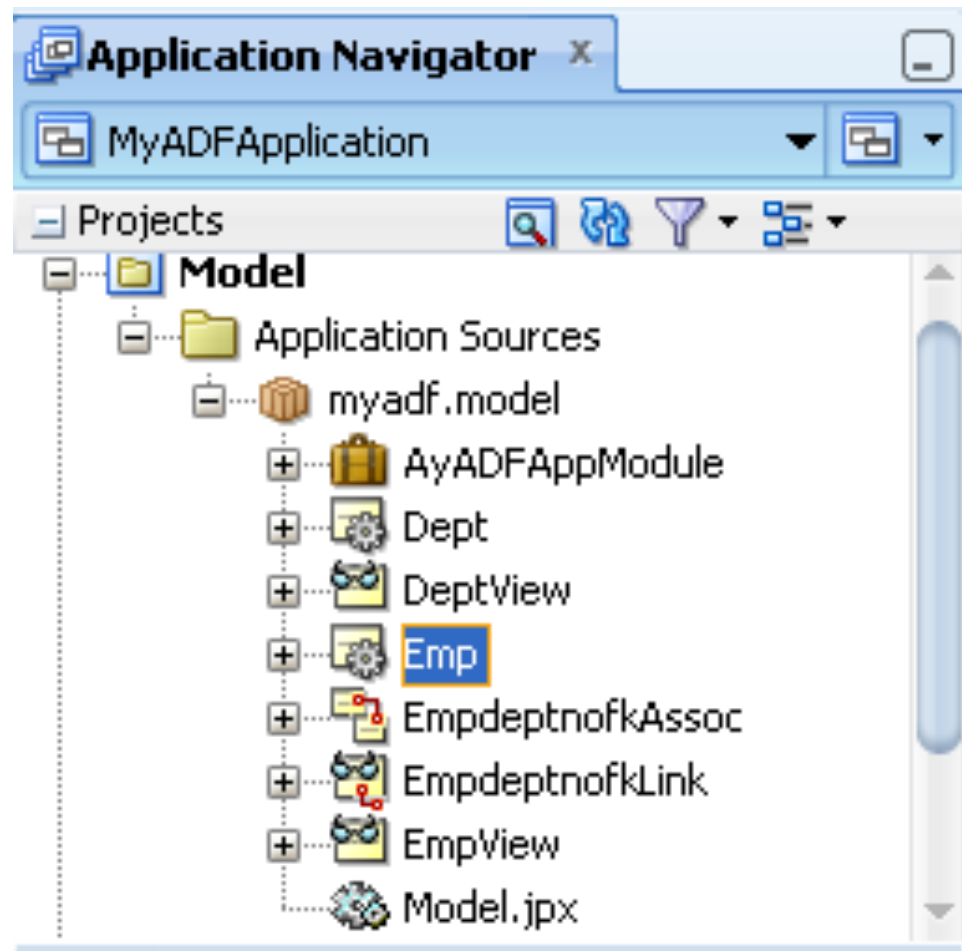 Application Navigator
MyADFApplication
Projects
Model
Application Sources
myadf.model
AyADFAppModule
Dept
DeptView
Emp
EmpdeptnofkAssoc
EmpdeptnofkLink
EmpView
Model.jpx